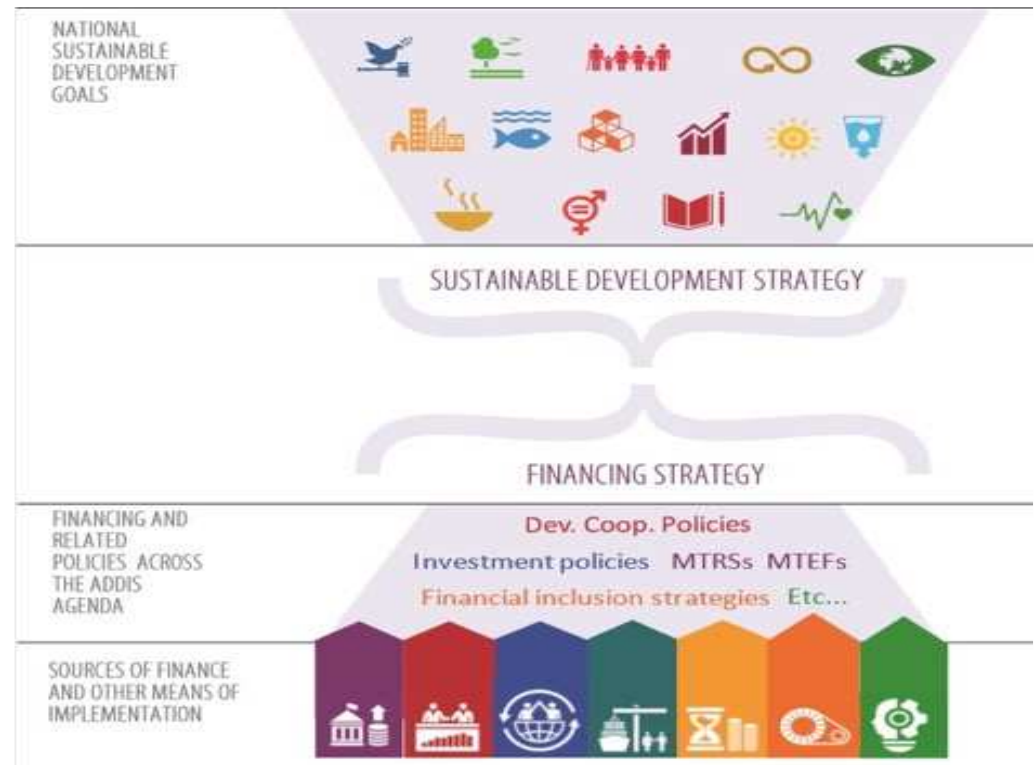 NATIONAL
SUSTAINABLE
DEVELOPMENT
GOALS
SUSTAINABLE DEVELOPMENT STRATEGY
FINANCING STRATEGY
FINANCING AND
RELATED
POLICIES ACROSS
THE ADDIS
AGENDA
Dev. Coop. Policies
Investment policies MTRSs MTEFs
Financial inclusion strategies Etc...
SOURCES OF FINANCE
AND OTHER MEANS OF
IMPLEMENTATION